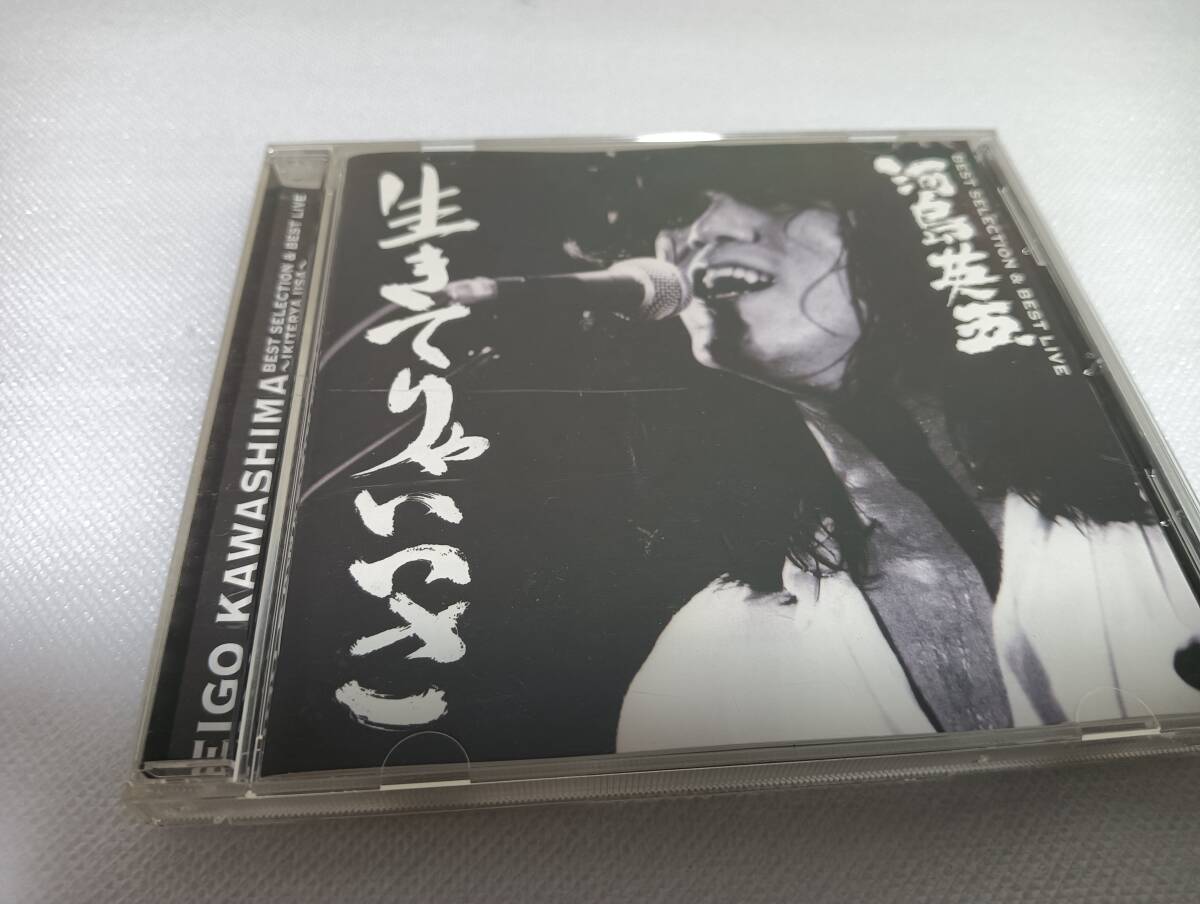 EIGO KAWASHIMA
BEST SELECTION & BEST LIVE
〜IKITERYA IISA〜
生きてりゃいいさ
河島英五
BEST SELECTION & BEST LIVE